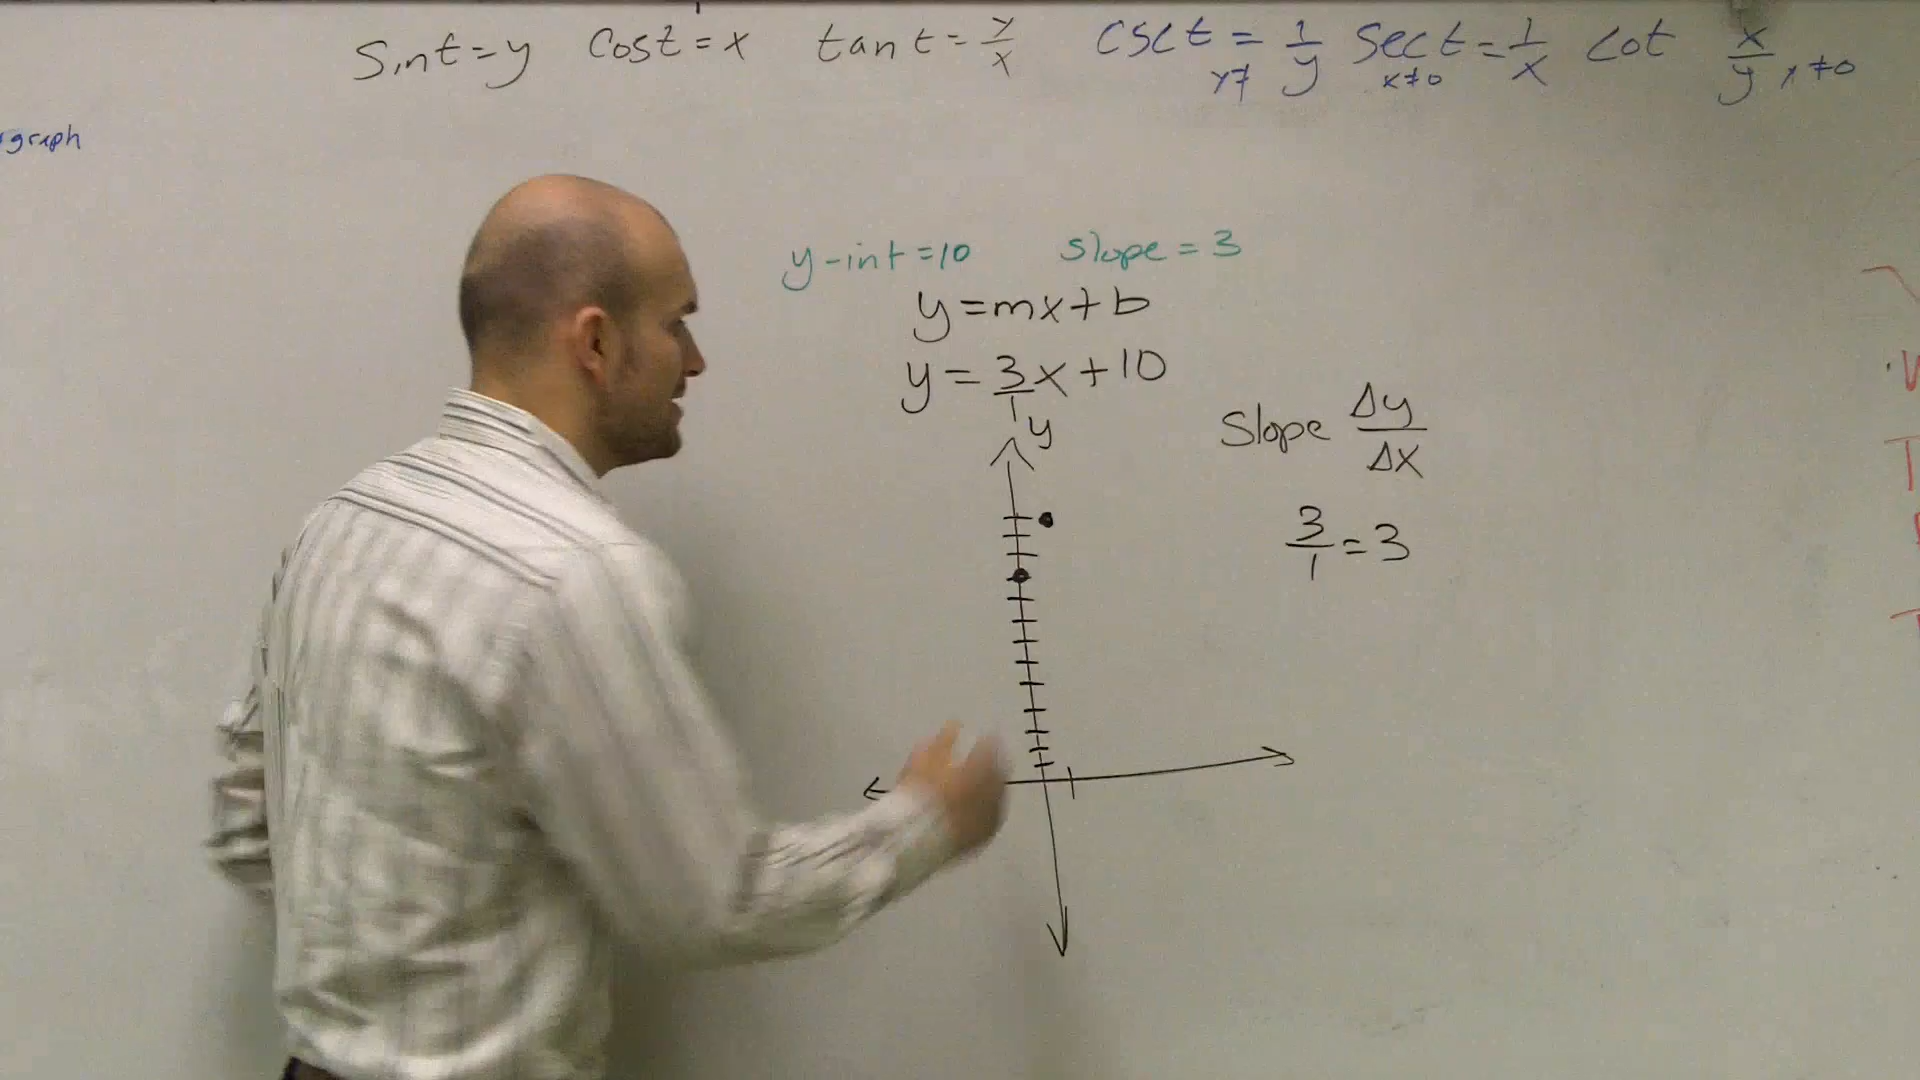 sin t = y cos t = x tan t = y/x csc t = 1/y sec t = 1/x cot x/y
y≠ x≠0 y≠0
graph
y-int = 10 slope = 3
y = mx + b
y = 3/1 x + 10
y
Slope Δy/Δx
3/1 = 3